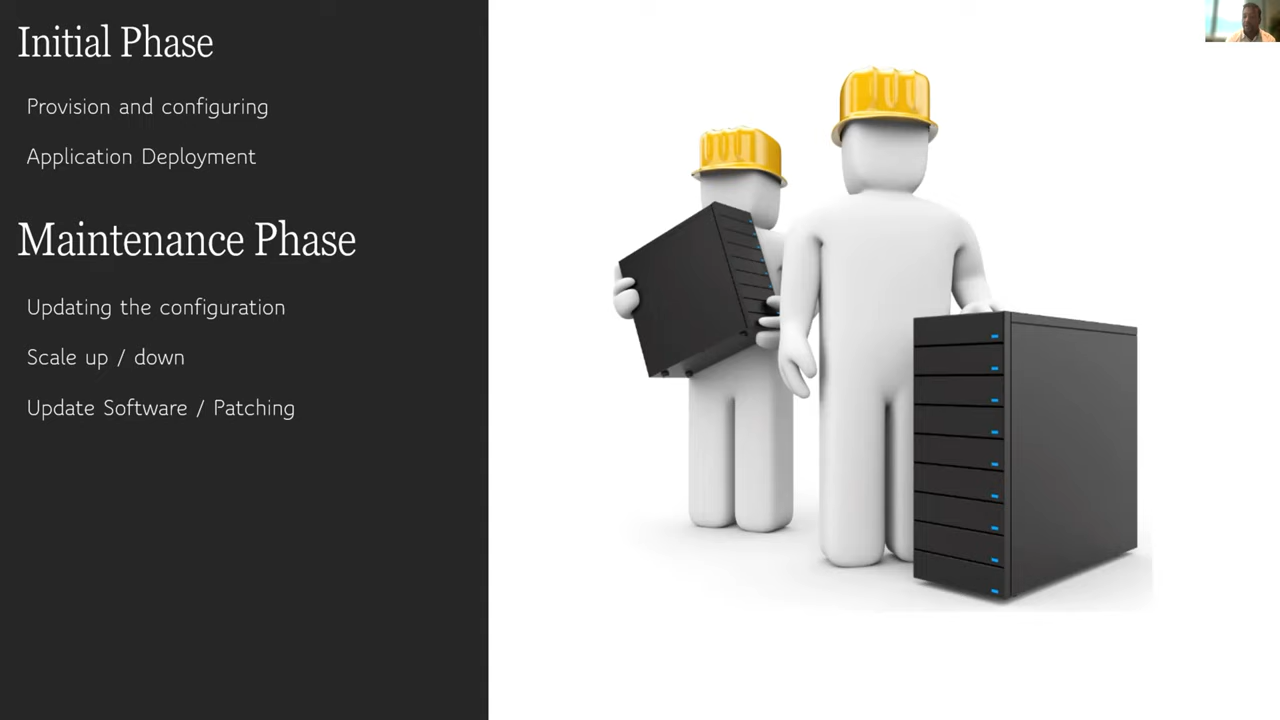 Initial Phase
Provision and configuring
Application Deployment
Maintenance Phase
Updating the configuration
Scale up / down
Update Software / Patching